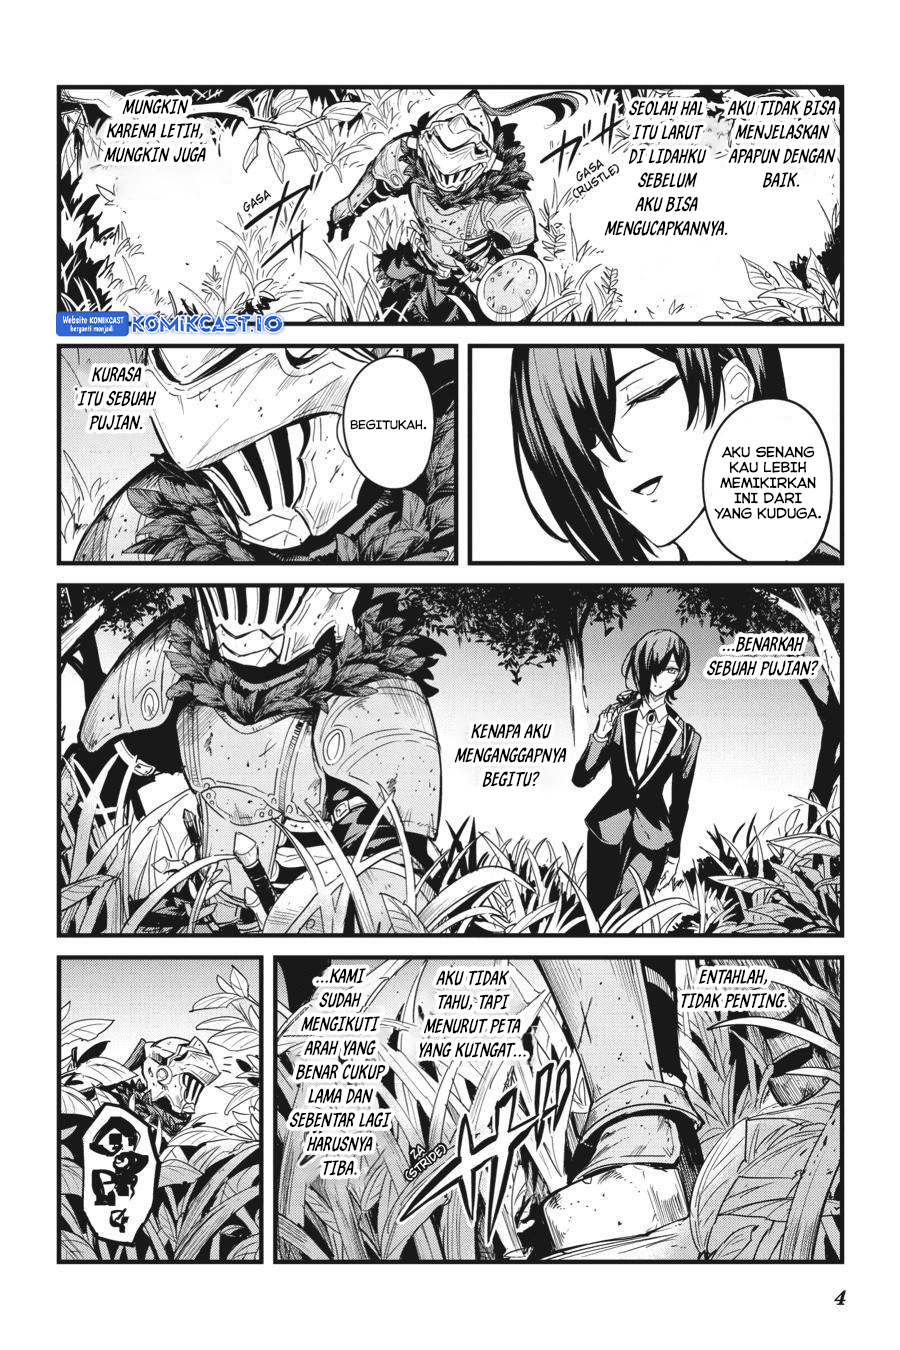 AKU TIDAK BISA
MENJELASKAN
APAPUN DENGAN
BAIK.
SEOLAH HAL
ITU LARUT
DI LIDAHKU
SEBELUM
AKU BISA
MENGUCAPKANNYA.
GASA
(RUSTLE)
ガサ
GASA
MUNGKIN
KARENA LETIH,
MUNGKIN JUGA
Website KOMIKCAST
berganti menjadi
KOMIKCAST.IO
AKU SENANG
KAU LEBIH
MEMIKIRKAN
INI DARI
YANG KUDUGA.
BEGITUKAH.
KURASA
ITU SEBUAH
PUJIAN.
...BENARKAH
SEBUAH PUJIAN?
KENAPA AKU
MENGANGGAPNYA
BEGITU?
ENTAHLAH,
TIDAK PENTING.
AKU TIDAK
TAHU, TAPI
MENURUT PETA
YANG KUINGAT...
...KAMI
SUDAH
MENGIKUTI
ARAH YANG
BENAR CUKUP
LAMA DAN
SEBENTAR LAGI
HARUSNYA
TIBA.
ZA
(STRIDE)
4